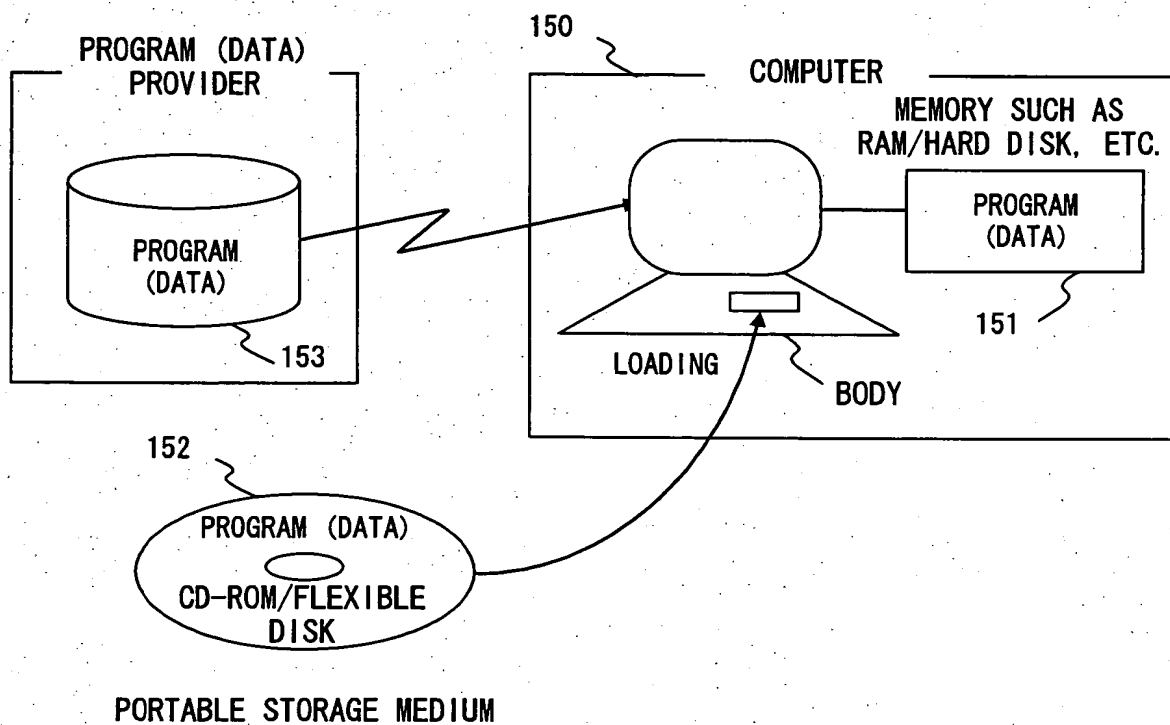 PROGRAM (DATA)
PROVIDER
PROGRAM
(DATA)
153
150
COMPUTER
MEMORY SUCH AS
RAM/HARD DISK, ETC.
PROGRAM
(DATA)
151
LOADING
BODY
152
PROGRAM (DATA)
CD-ROM/FLEXIBLE
DISK
PORTABLE STORAGE MEDIUM